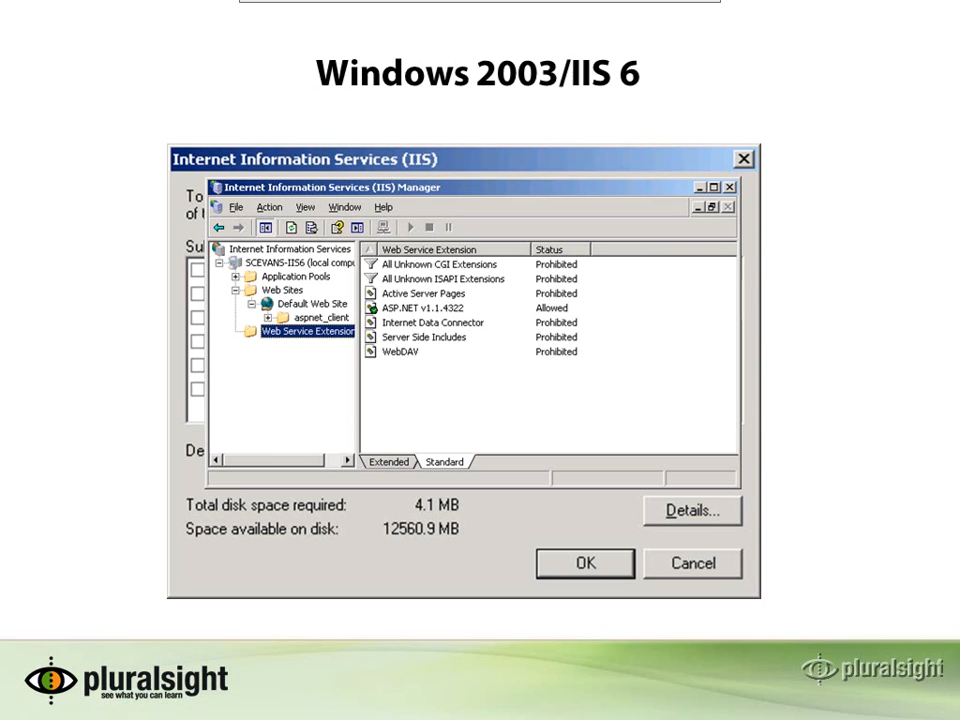 Windows 2003/IIS 6
Internet Information Services (IIS)
To
of t
Internet Information Services (IIS) Manager
File Action View Window Help
Su
Internet Information Services
SCEVANS-IIS6 (local compu
Application Pools
Web Sites
Default Web Site
aspnet_client
Web Service Extension
Web Service Extension Status
All Unknown CGI Extensions Prohibited
All Unknown ISAPI Extensions Prohibited
Active Server Pages Prohibited
ASP.NET v1.1.4322 Allowed
Internet Data Connector Prohibited
Server Side Includes Prohibited
WebDAV Prohibited
De
Extended Standard
Total disk space required: 4.1 MB
Space available on disk: 12560.9 MB
Details...
OK Cancel
pluralsight
see what you can learn
pluralsight